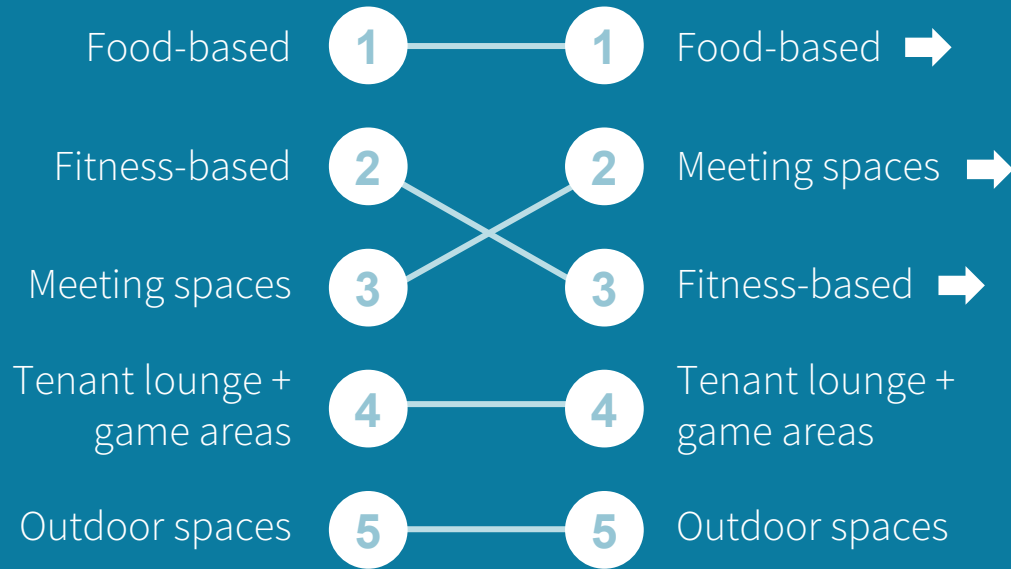 Food-based 1 1 Food-based
Fitness-based 2 2 Meeting spaces
Meeting spaces 3 3 Fitness-based
Tenant lounge +
game areas 4 4 Tenant lounge +
game areas
Outdoor spaces 5 5 Outdoor spaces